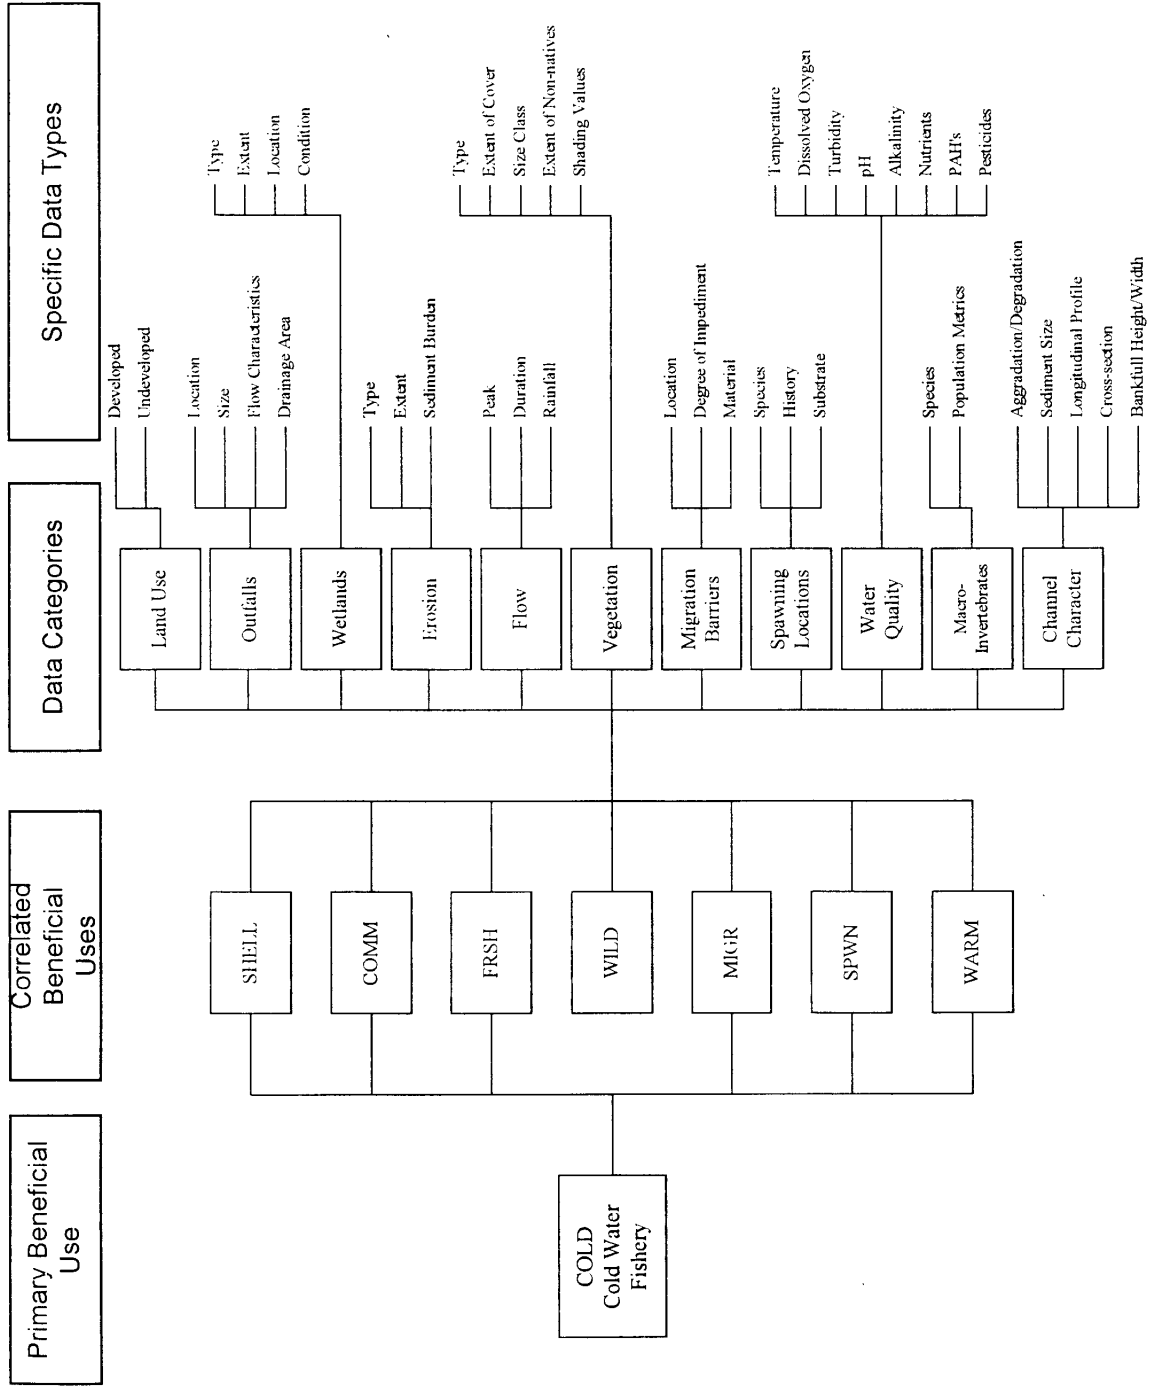 Primary Beneficial
Use
Correlated
Beneficial
Uses
Data Categories
Specific Data Types
COLD
Cold Water
Fishery
SHELL
COMM
FRSH
WILD
MIGR
SPWN
WARM
Land Use
Developed
Undeveloped
Outfalls
Location
Size
Flow Characteristics
Drainage Area
Wetlands
Type
Extent
Location
Condition
Erosion
Type
Extent
Sediment Burden
Flow
Peak
Duration
Rainfall
Vegetation
Type
Extent of Cover
Size Class
Extent of Non-natives
Shading Values
Migration
Barriers
Location
Degree of Impediment
Material
Spawning
Locations
Species
History
Substrate
Water
Quality
Temperature
Dissolved Oxygen
Turbidity
pH
Alkalinity
Nutrients
PAH's
Pesticides
Macro-
Invertebrates
Species
Population Metrics
Channel
Character
Aggradation/Degradation
Sediment Size
Longitudinal Profile
Cross-section
Bankfull Height/Width